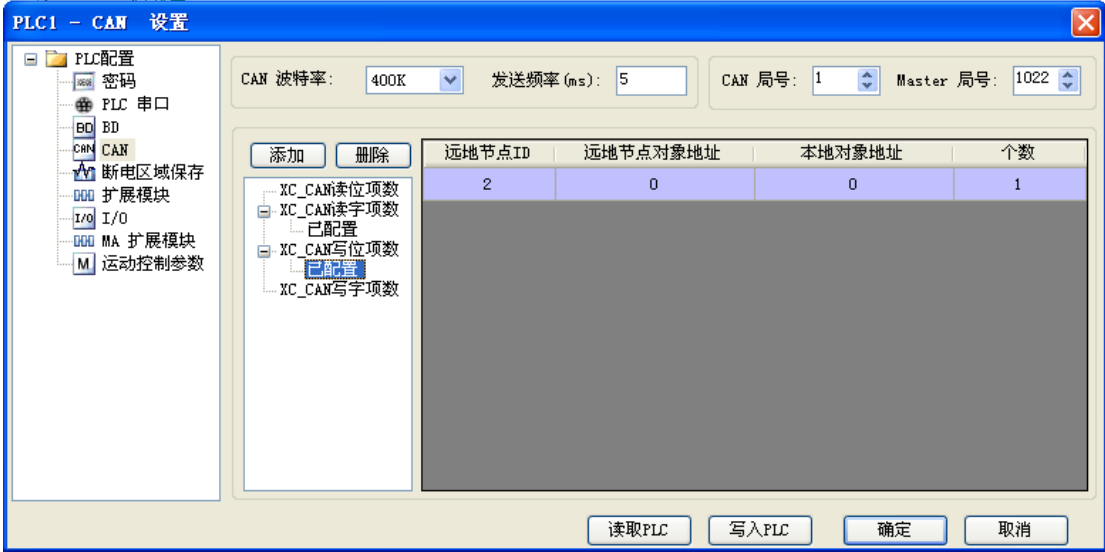 PLC1 - CAN 设置
PLC配置
密码
PLC 串口
BD BD
CAN CAN
断电区域保存
扩展模块
I/O I/O
MA 扩展模块
M 运动控制参数
CAN 波特率: 400K 发送频率(ms): 5 CAN 局号: 1 Master 局号: 1022
添加 删除
XC_CAN读位项数
XC_CAN读字项数
已配置
XC_CAN写位项数
已配置
XC_CAN写字项数
远地节点ID 远地节点对象地址 本地对象地址 个数
2 0 0 1
读取PLC 写入PLC 确定 取消